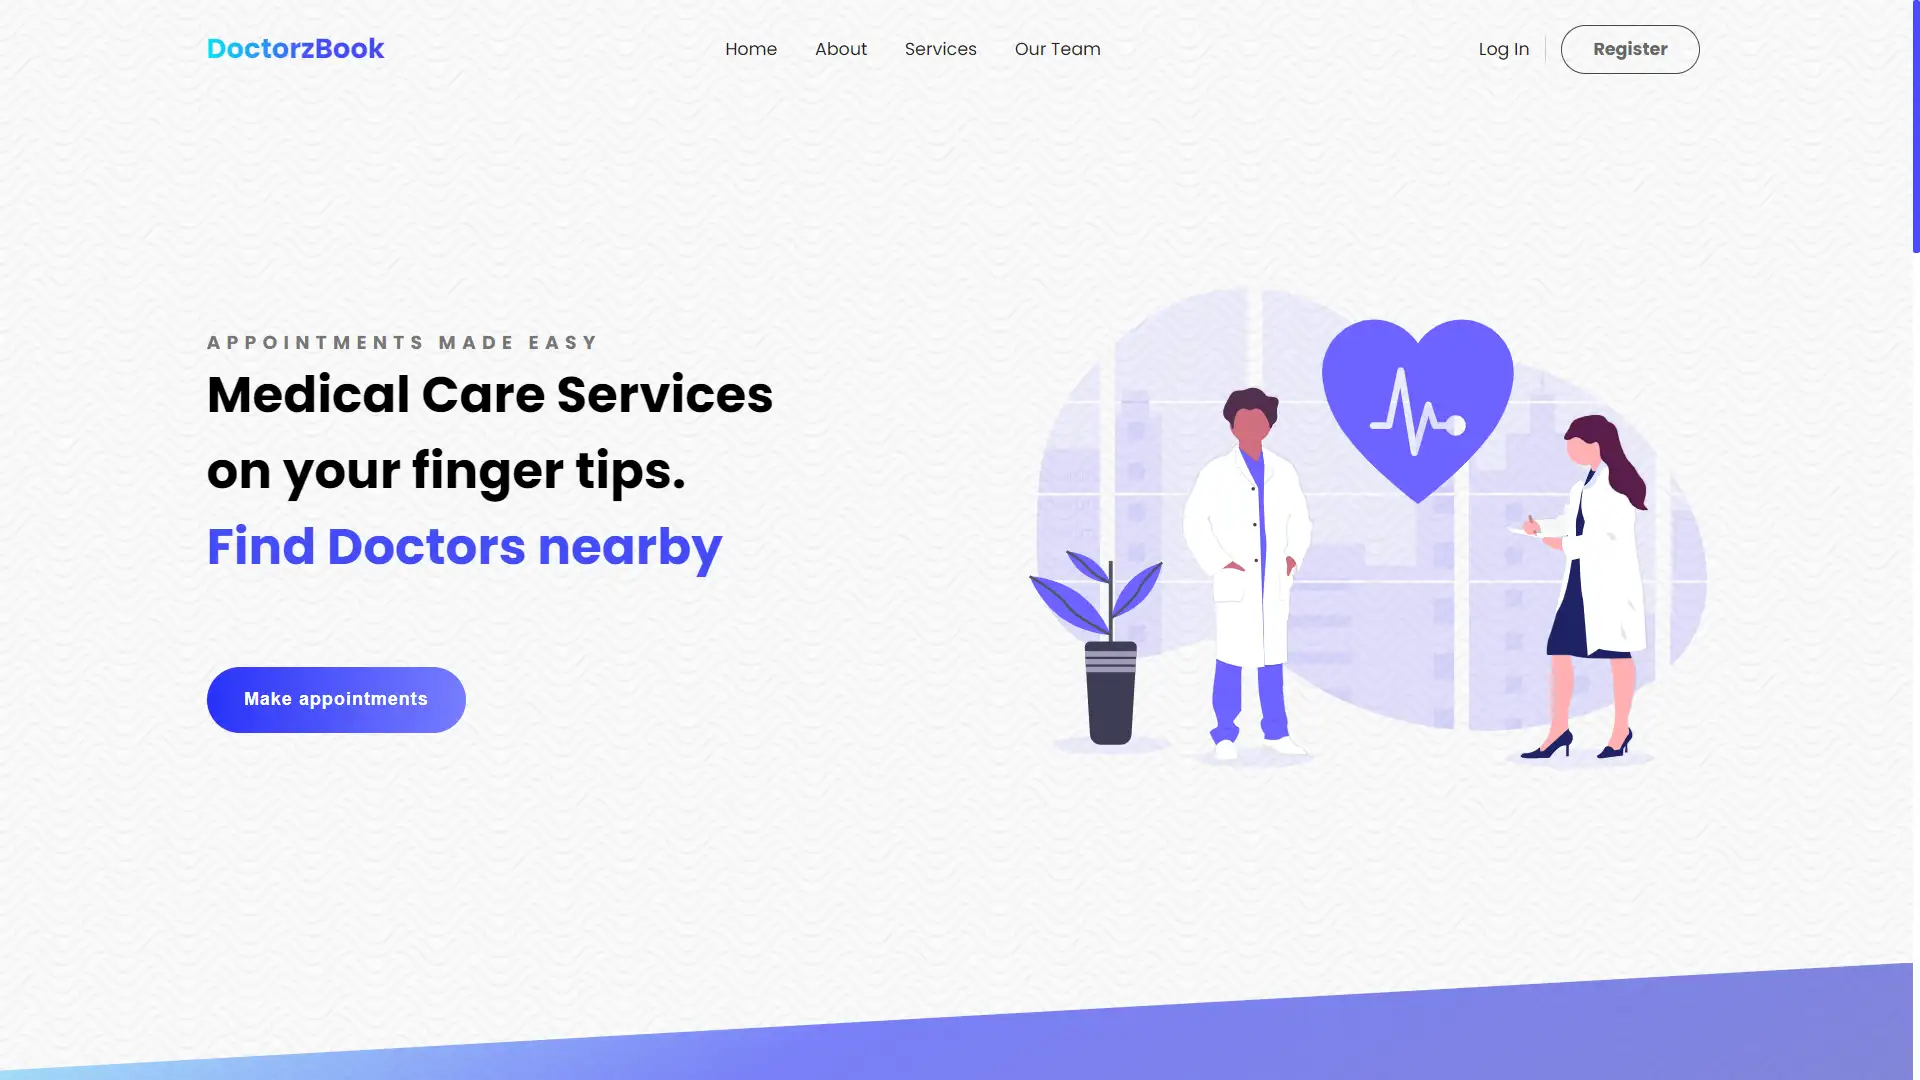 DoctorzBook
Home
About
Services
Our Team
Log In
Register
APPOINTMENTS MADE EASY
Medical Care Services
on your finger tips.
Find Doctors nearby
Make appointments